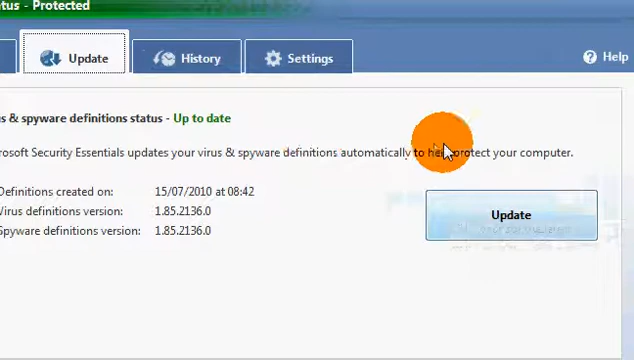 tus - Protected
Update
History
Settings
Help
s & spyware definitions status - Up to date
rosoft Security Essentials updates your virus & spyware definitions automatically to help protect your computer.
Definitions created on: 15/07/2010 at 08:42
Virus definitions version: 1.85.2136.0
Spyware definitions version: 1.85.2136.0
Update